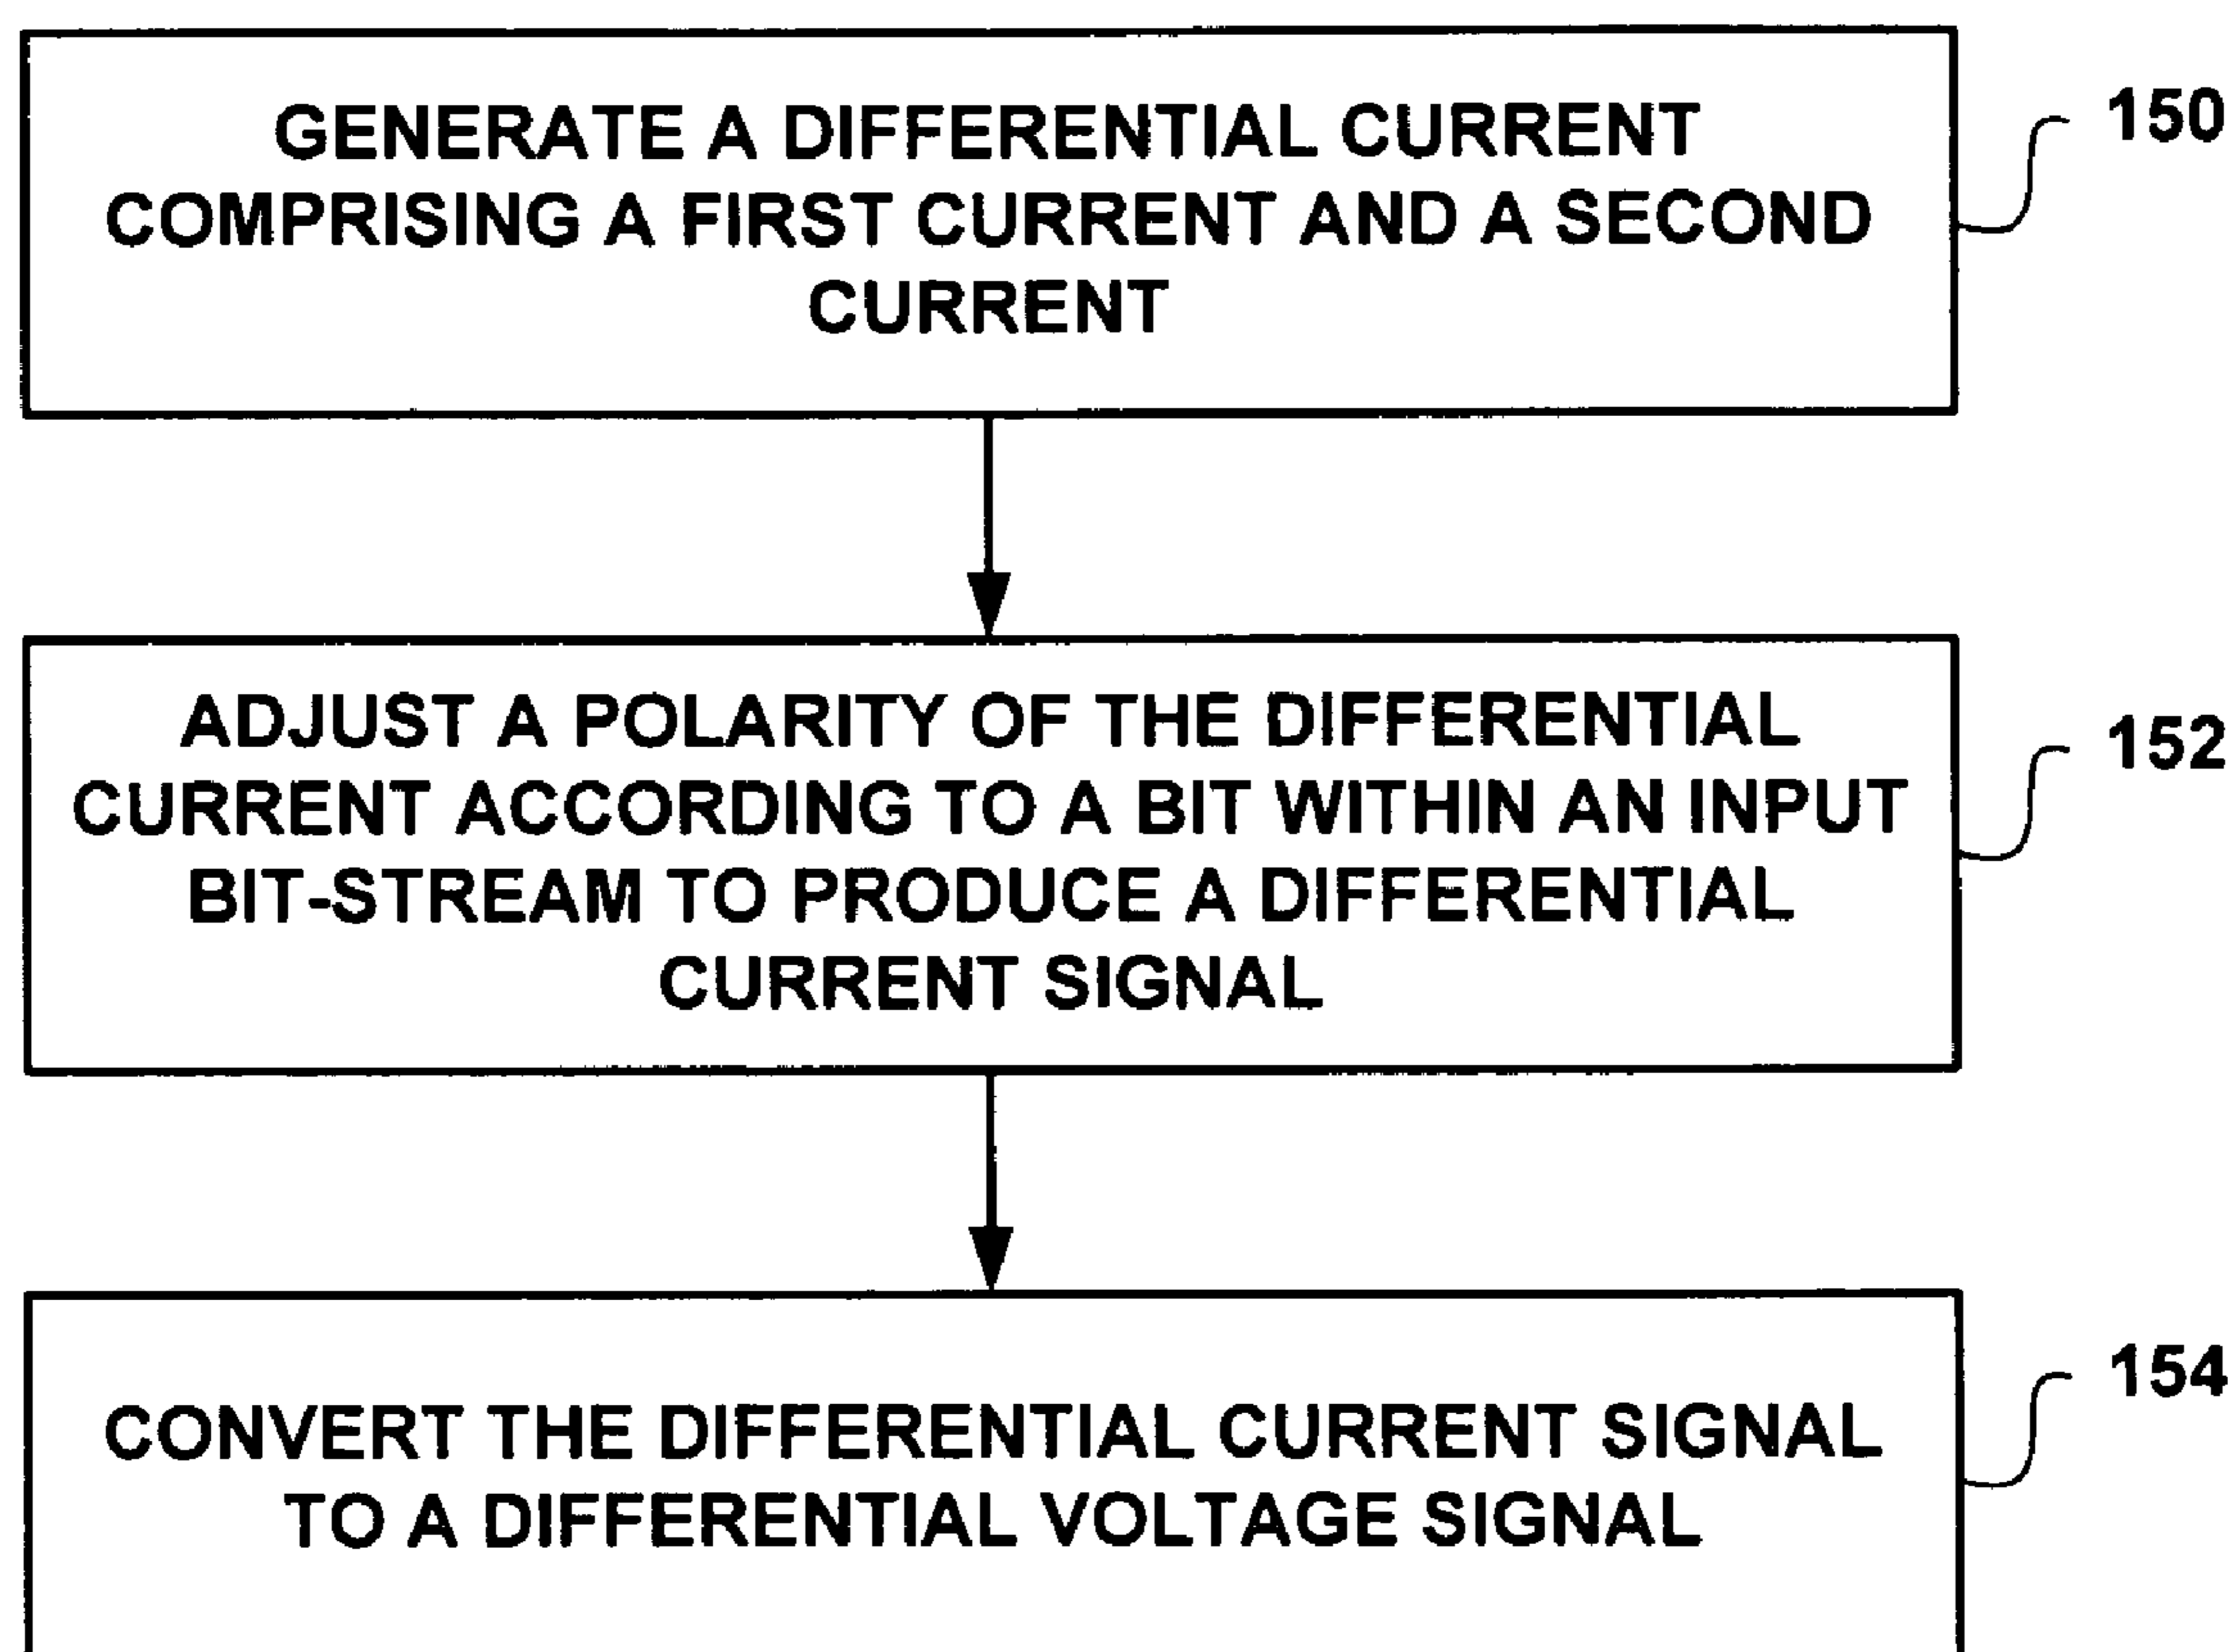 GENERATE A DIFFERENTIAL CURRENT
COMPRISING A FIRST CURRENT AND A SECOND
CURRENT
150
ADJUST A POLARITY OF THE DIFFERENTIAL
CURRENT ACCORDING TO A BIT WITHIN AN INPUT
BIT-STREAM TO PRODUCE A DIFFERENTIAL
CURRENT SIGNAL
152
CONVERT THE DIFFERENTIAL CURRENT SIGNAL
TO A DIFFERENTIAL VOLTAGE SIGNAL
154